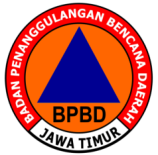 BADAN PENANGGULANGAN BENCANA DAERAH
BPBD
JAWA TIMUR